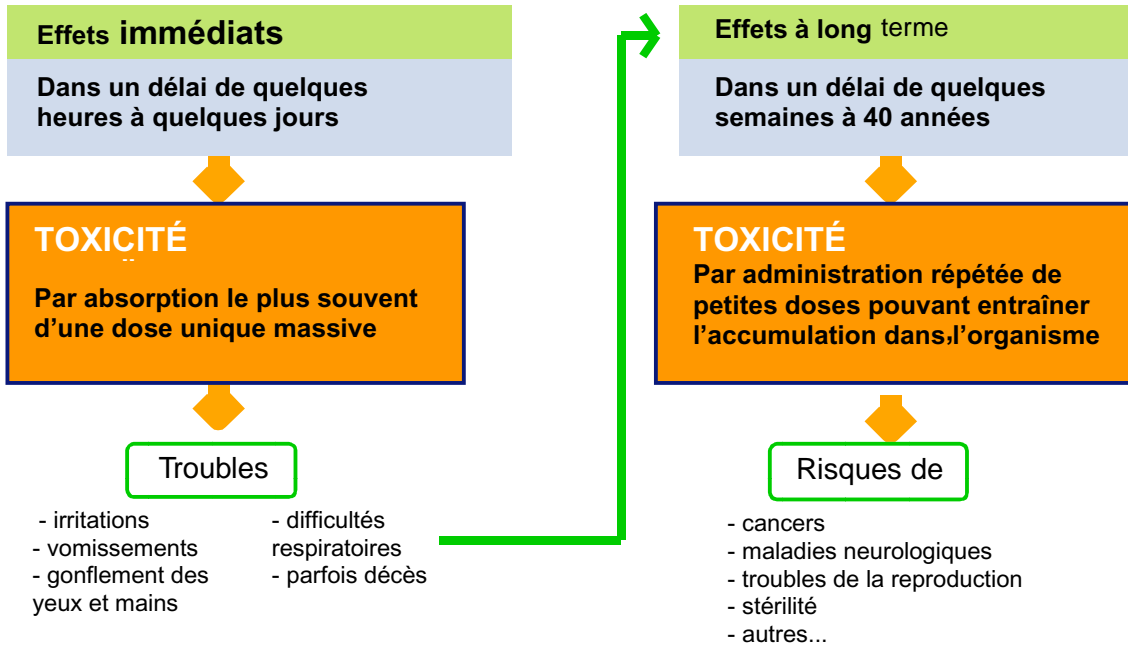 Effets immédiats
Dans un délai de quelques
heures à quelques jours
TOXICITÉ
Par absorption le plus souvent
d’une dose unique massive
Troubles
- irritations
- vomissements
- gonflement des
yeux et mains
- difficultés
respiratoires
- parfois décès
Effets à long terme
Dans un délai de quelques
semaines à 40 années
TOXICITÉ
Par administration répétée de
petites doses pouvant entraîner
l’accumulation dans l’organisme
Risques de
- cancers
- maladies neurologiques
- troubles de la reproduction
- stérilité
- autres...